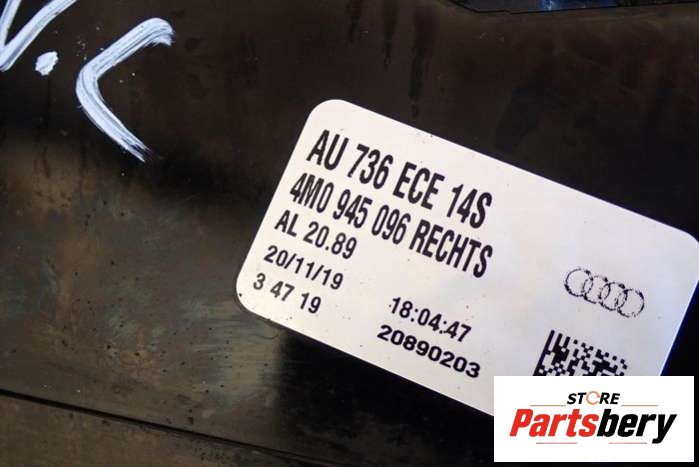 V.C
AU 736 ECE 14S
4M0 945 096 RECHTS
AL 20.89
20/11/19
18:04:47
3 47 19
20890203
STORE
Partsbery